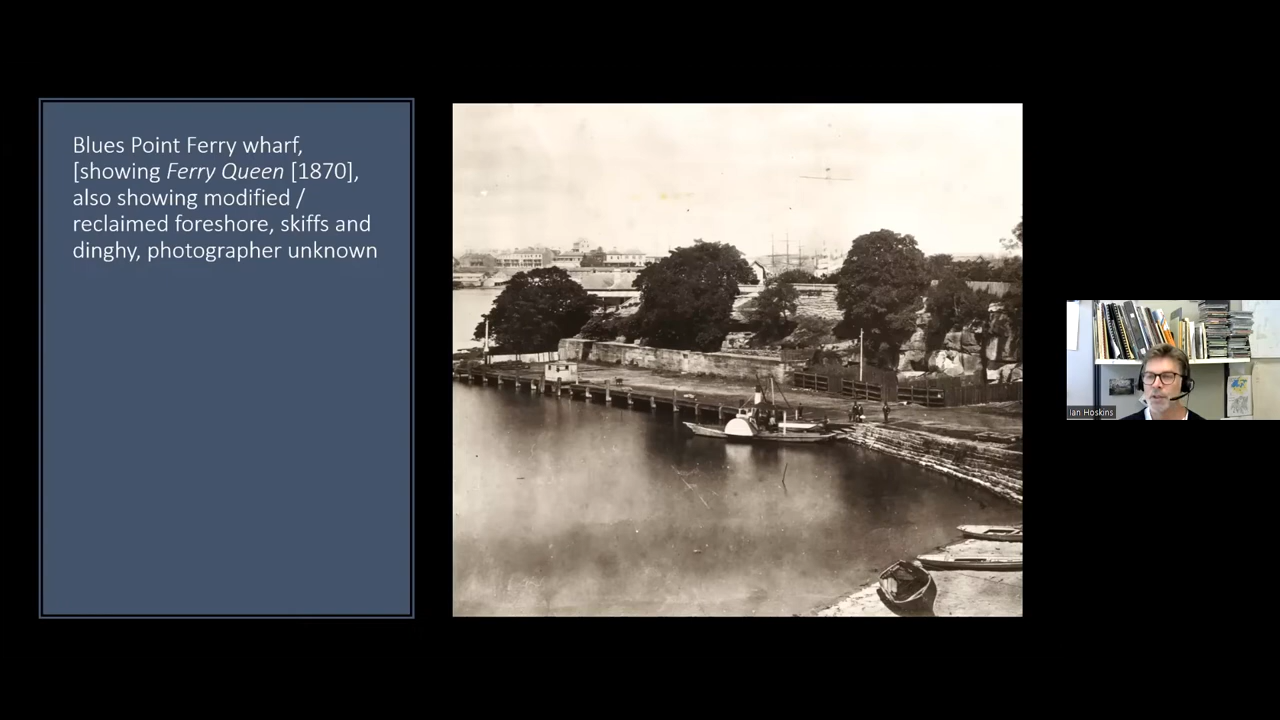 Blues Point Ferry wharf,
[showing Ferry Queen [1870],
also showing modified /
reclaimed foreshore, skiffs and
dinghy, photographer unknown
Ian Hoskins